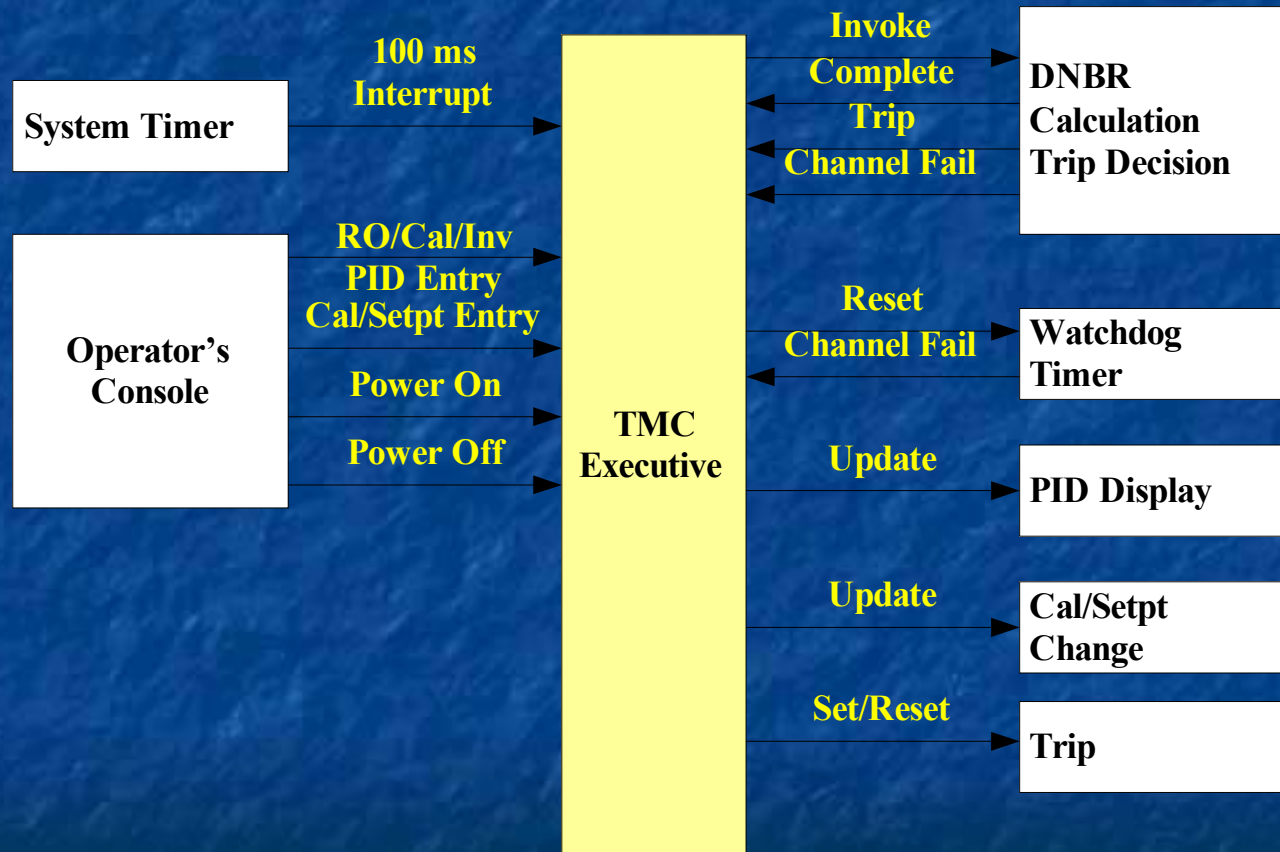 System Timer
100 ms
Interrupt
Operator's
Console
RO/Cal/Inv
PID Entry
Cal/Setpt Entry
Power On
Power Off
TMC
Executive
Invoke
Complete
Trip
Channel Fail
DNBR
Calculation
Trip Decision
Reset
Channel Fail
Watchdog
Timer
Update
PID Display
Update
Cal/Setpt
Change
Set/Reset
Trip